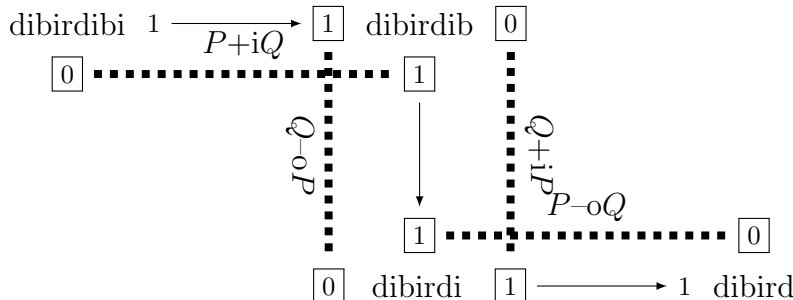 dibirdibi 1 1 dibirdib 0
P+iQ
0 1
Q–oP
Q+iP
P–oQ
1 0
0 dibirdi 1 1 dibird